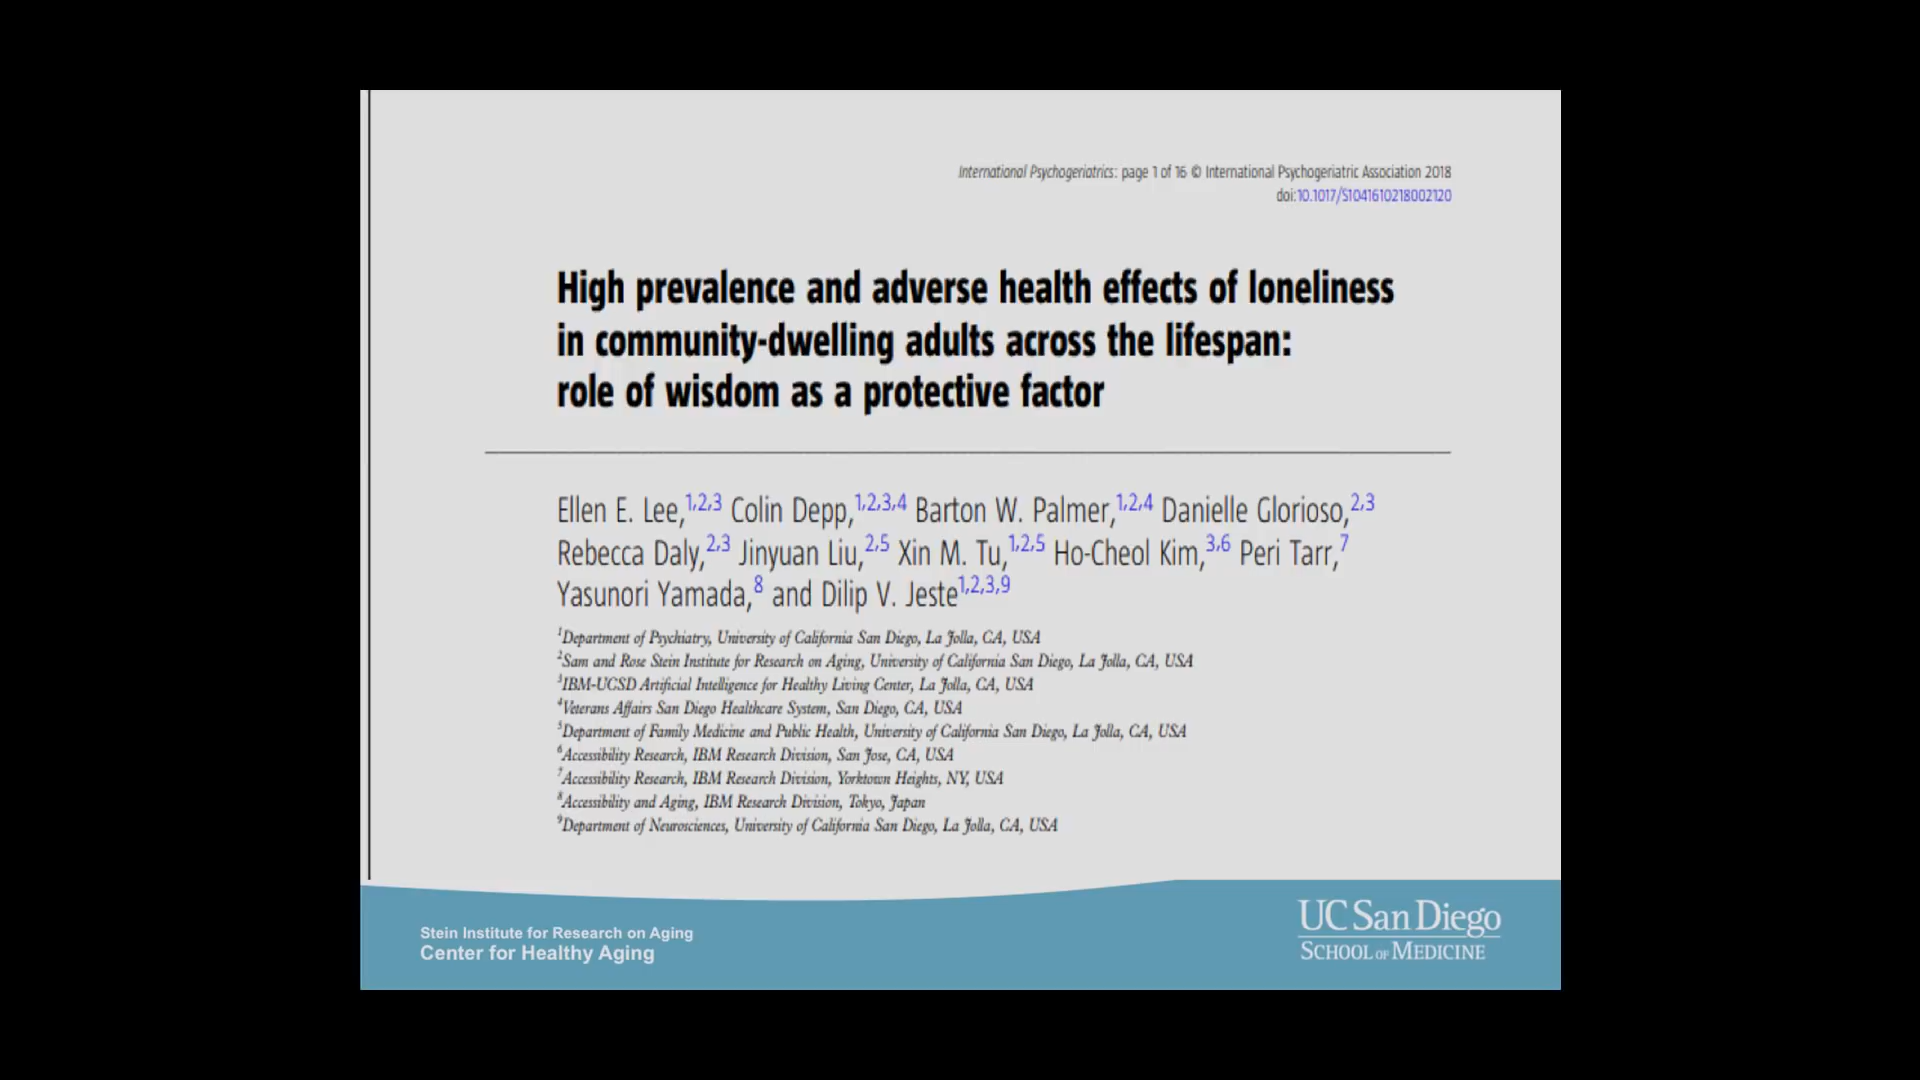 International Psychogeriatrics: page 1 of 16 © International Psychogeriatric Association 2018
doi:10.1017/S1041610218002120
High prevalence and adverse health effects of loneliness
in community-dwelling adults across the lifespan:
role of wisdom as a protective factor
Ellen E. Lee,1,2,3 Colin Depp,1,2,3,4 Barton W. Palmer,1,2,4 Danielle Glorioso,2,3
Rebecca Daly,2,3 Jinyuan Liu,2,5 Xin M. Tu,1,2,5 Ho-Cheol Kim,3,6 Peri Tarr,7
Yasunori Yamada,8 and Dilip V. Jeste1,2,3,9
1Department of Psychiatry, University of California San Diego, La Jolla, CA, USA
2Sam and Rose Stein Institute for Research on Aging, University of California San Diego, La Jolla, CA, USA
3IBM-UCSD Artificial Intelligence for Healthy Living Center, La Jolla, CA, USA
4Veterans Affairs San Diego Healthcare System, San Diego, CA, USA
5Department of Family Medicine and Public Health, University of California San Diego, La Jolla, CA, USA
6Accessibility Research, IBM Research Division, San Jose, CA, USA
7Accessibility Research, IBM Research Division, Yorktown Heights, NY, USA
8Accessibility and Aging, IBM Research Division, Tokyo, Japan
9Department of Neurosciences, University of California San Diego, La Jolla, CA, USA
Stein Institute for Research on Aging
Center for Healthy Aging
UC San Diego
SCHOOL OF MEDICINE